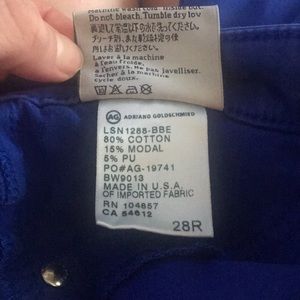 Do not bleach. Tumble dry low
Laver à la machine
à l'envers. Ne pas javelliser.
Sécher à la machine
cycle doux.
AG ADRIANO GOLDSCHMIED
LSN1288-BBE
80% COTTON
15% MODAL
5% PU
PO#AG-19741
BW9013
MADE IN U.S.A.
OF IMPORTED FABRIC
RN 104857
CA 54612
28R